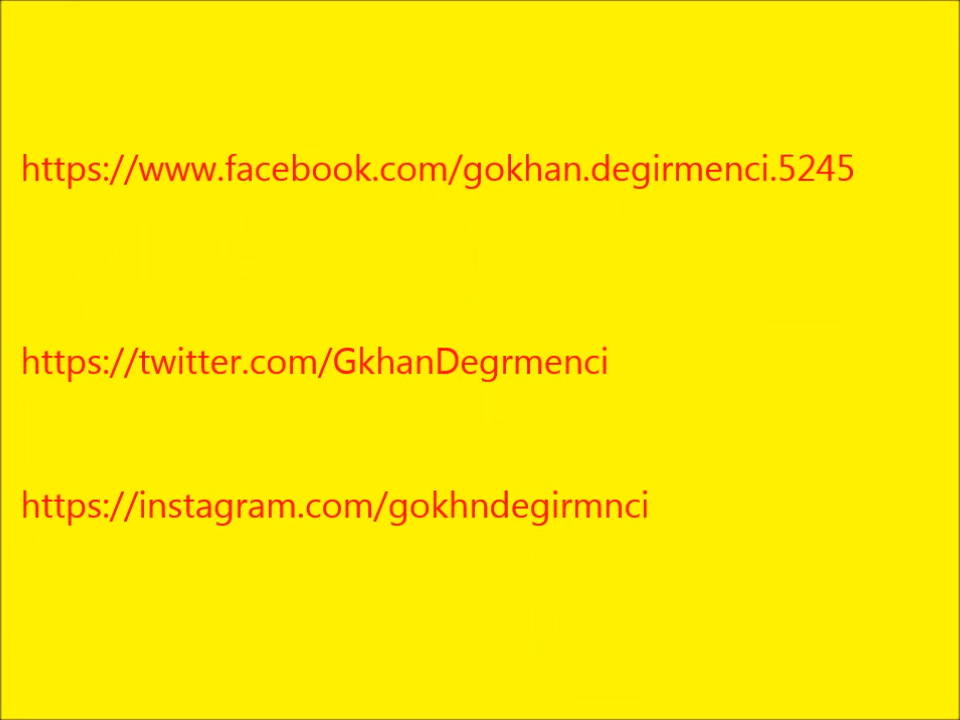 https://www.facebook.com/gokhan.degirmenci.5245
https://twitter.com/GkhanDegrmenci
https://instagram.com/gokhndegirmnci